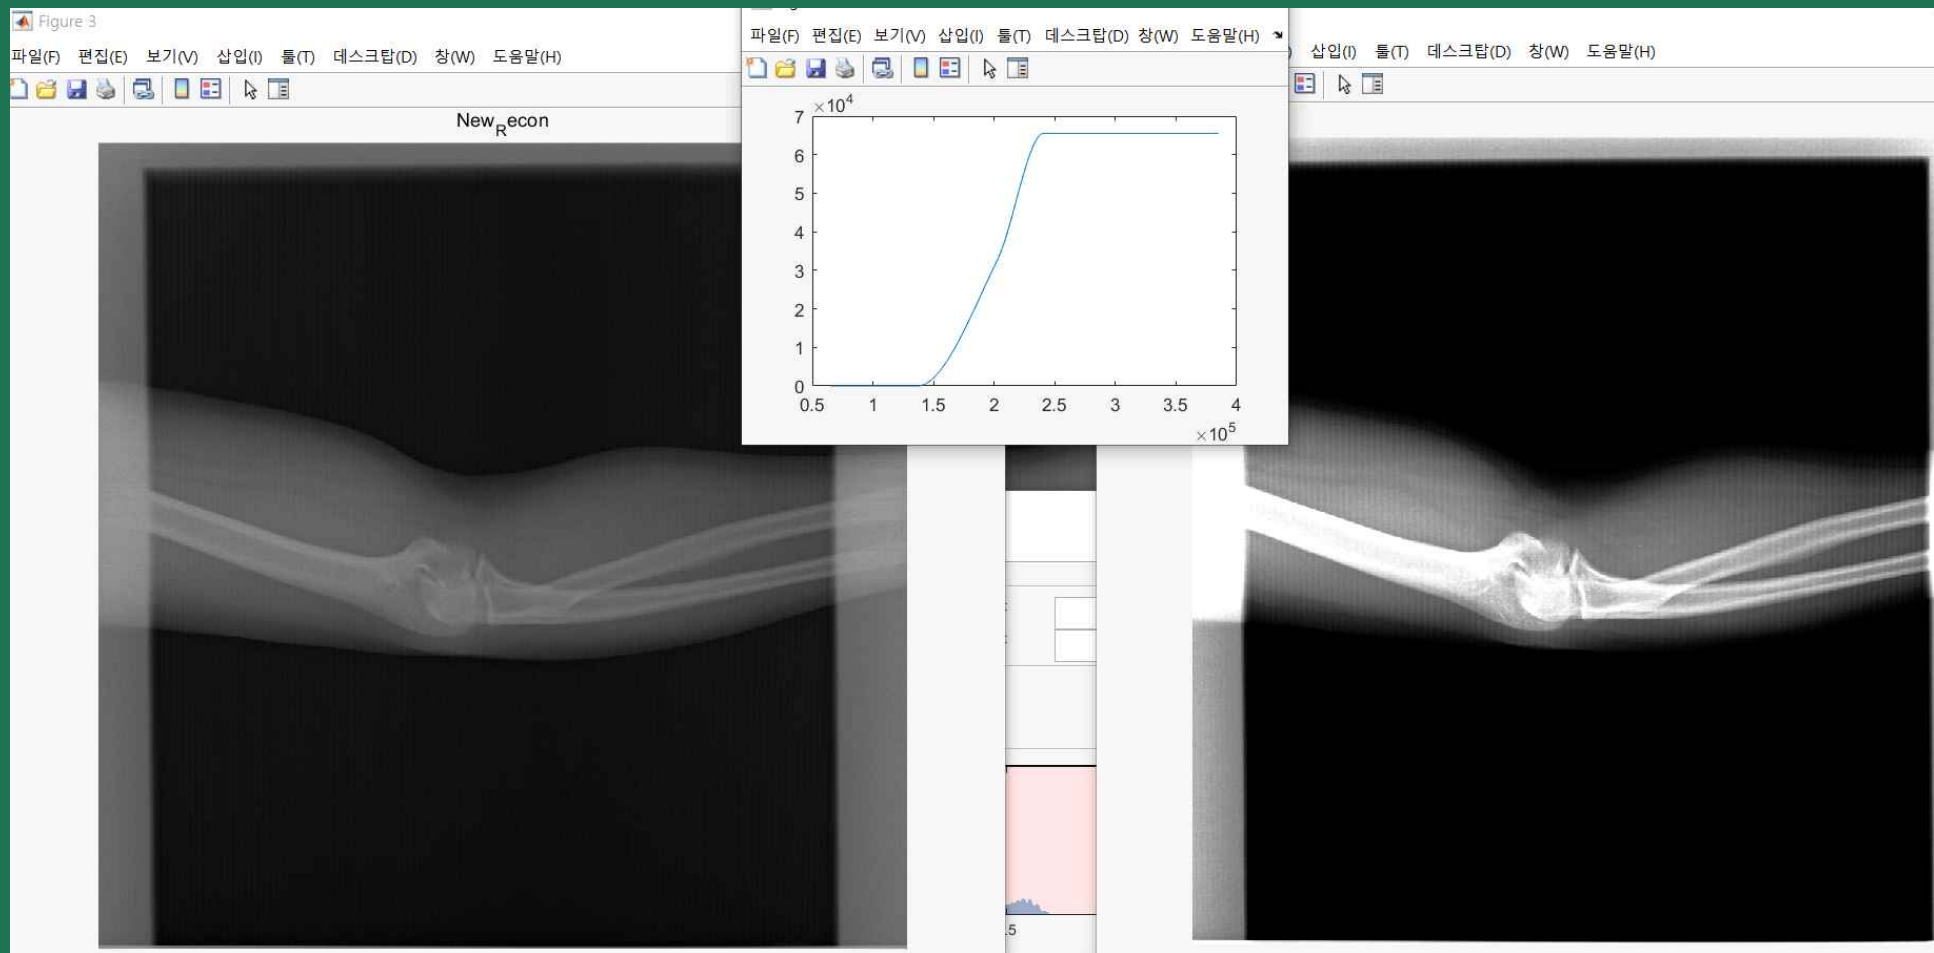 Figure 3
파일(F) 편집(E) 보기(V) 삽입(I) 툴(T) 데스크탑(D) 창(W) 도움말(H)
New_Recon
파일(F) 편집(E) 보기(V) 삽입(I) 툴(T) 데스크탑(D) 창(W) 도움말(H)
×10^4
7
6
5
4
3
2
1
0
0.5 1 1.5 2 2.5 3 3.5 4
×10^5
삽입(I) 툴(T) 데스크탑(D) 창(W) 도움말(H)
.5